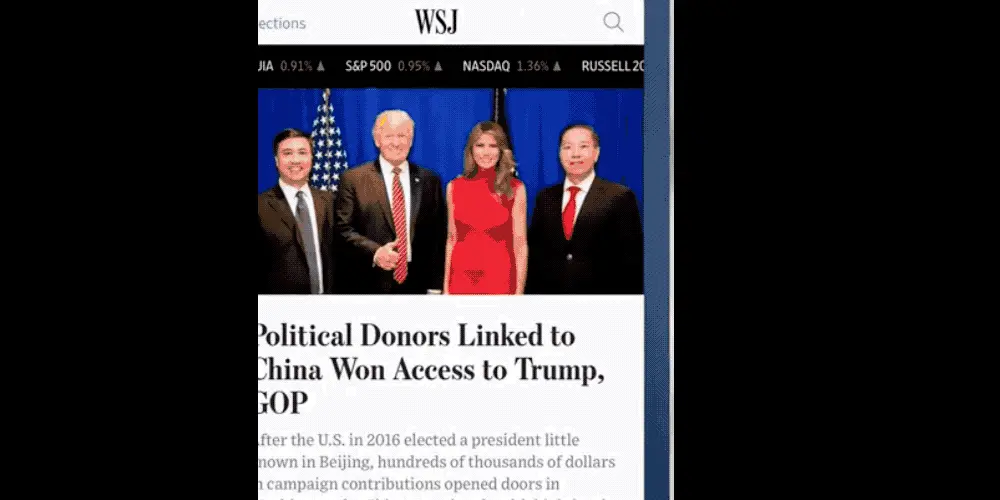 ections
WSJ
JIA 0.91% ▲ S&P 500 0.95% ▲ NASDAQ 1.36% ▲ RUSSELL 20
Political Donors Linked to
China Won Access to Trump,
GOP
fter the U.S. in 2016 elected a president little
nown in Beijing, hundreds of thousands of dollars
campaign contributions opened doors in